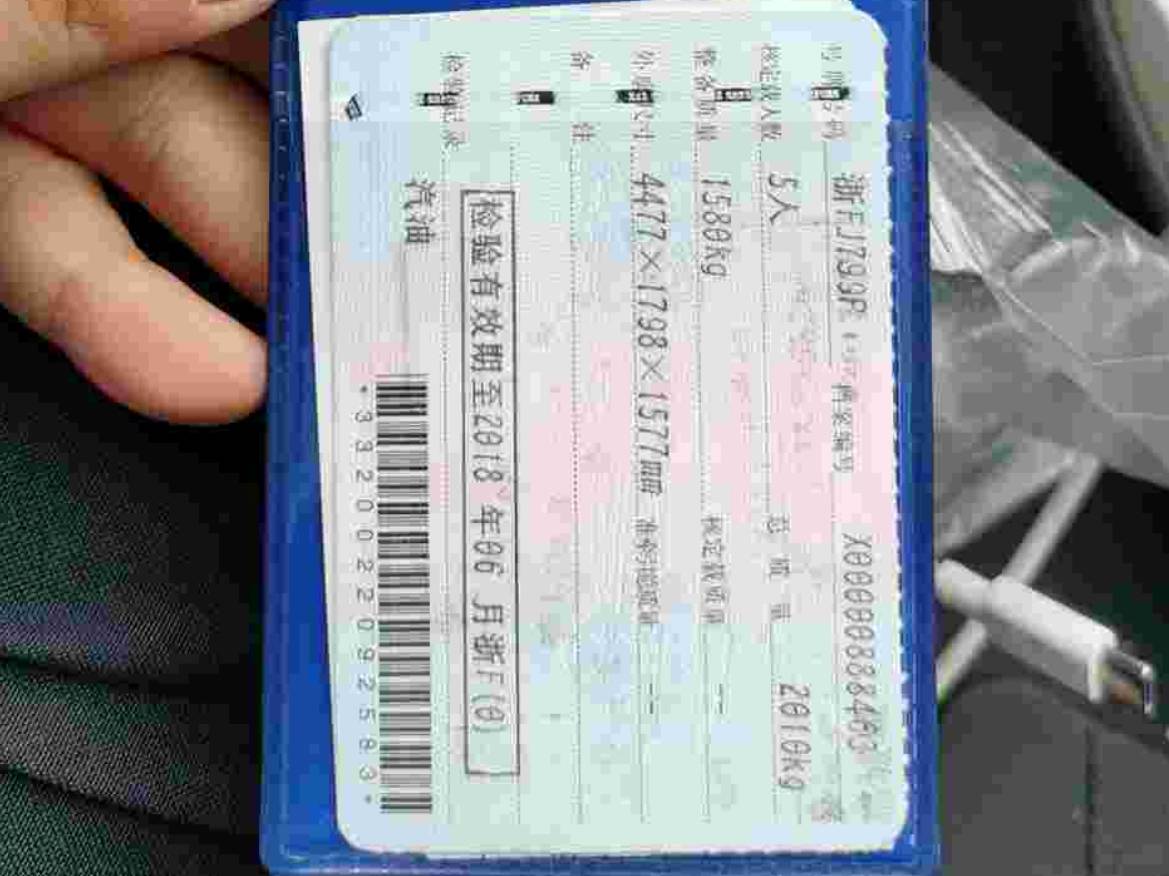 号牌号码 浙FJ799P 档案编号 X00000888403
核定载人数 5人 总质量 2010kg
整备质量 1580kg 核定载质量 --
外廓尺寸 4477×1798×1577mm 准牵引总质量 --
备注
检验有效期至2018年06月浙F(0)
检验记录
汽油
*3320022092583*